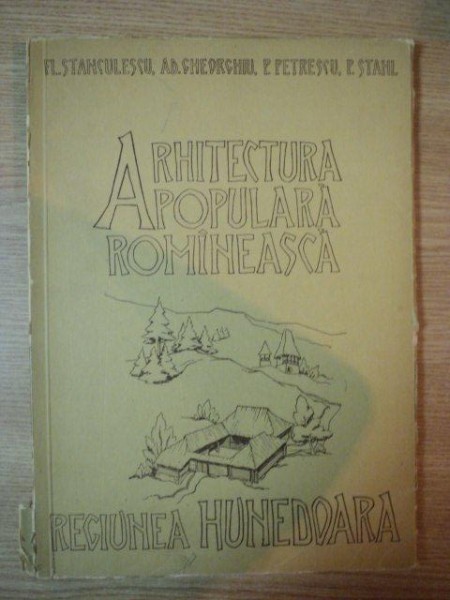 FL. STANCULESCU, AD. GHEORGHIU, P. PETRESCU, P. STAHL
ARHITECTURA
POPULARĂ
ROMÎNEASCĂ
REGIUNEA HUNEDOARA